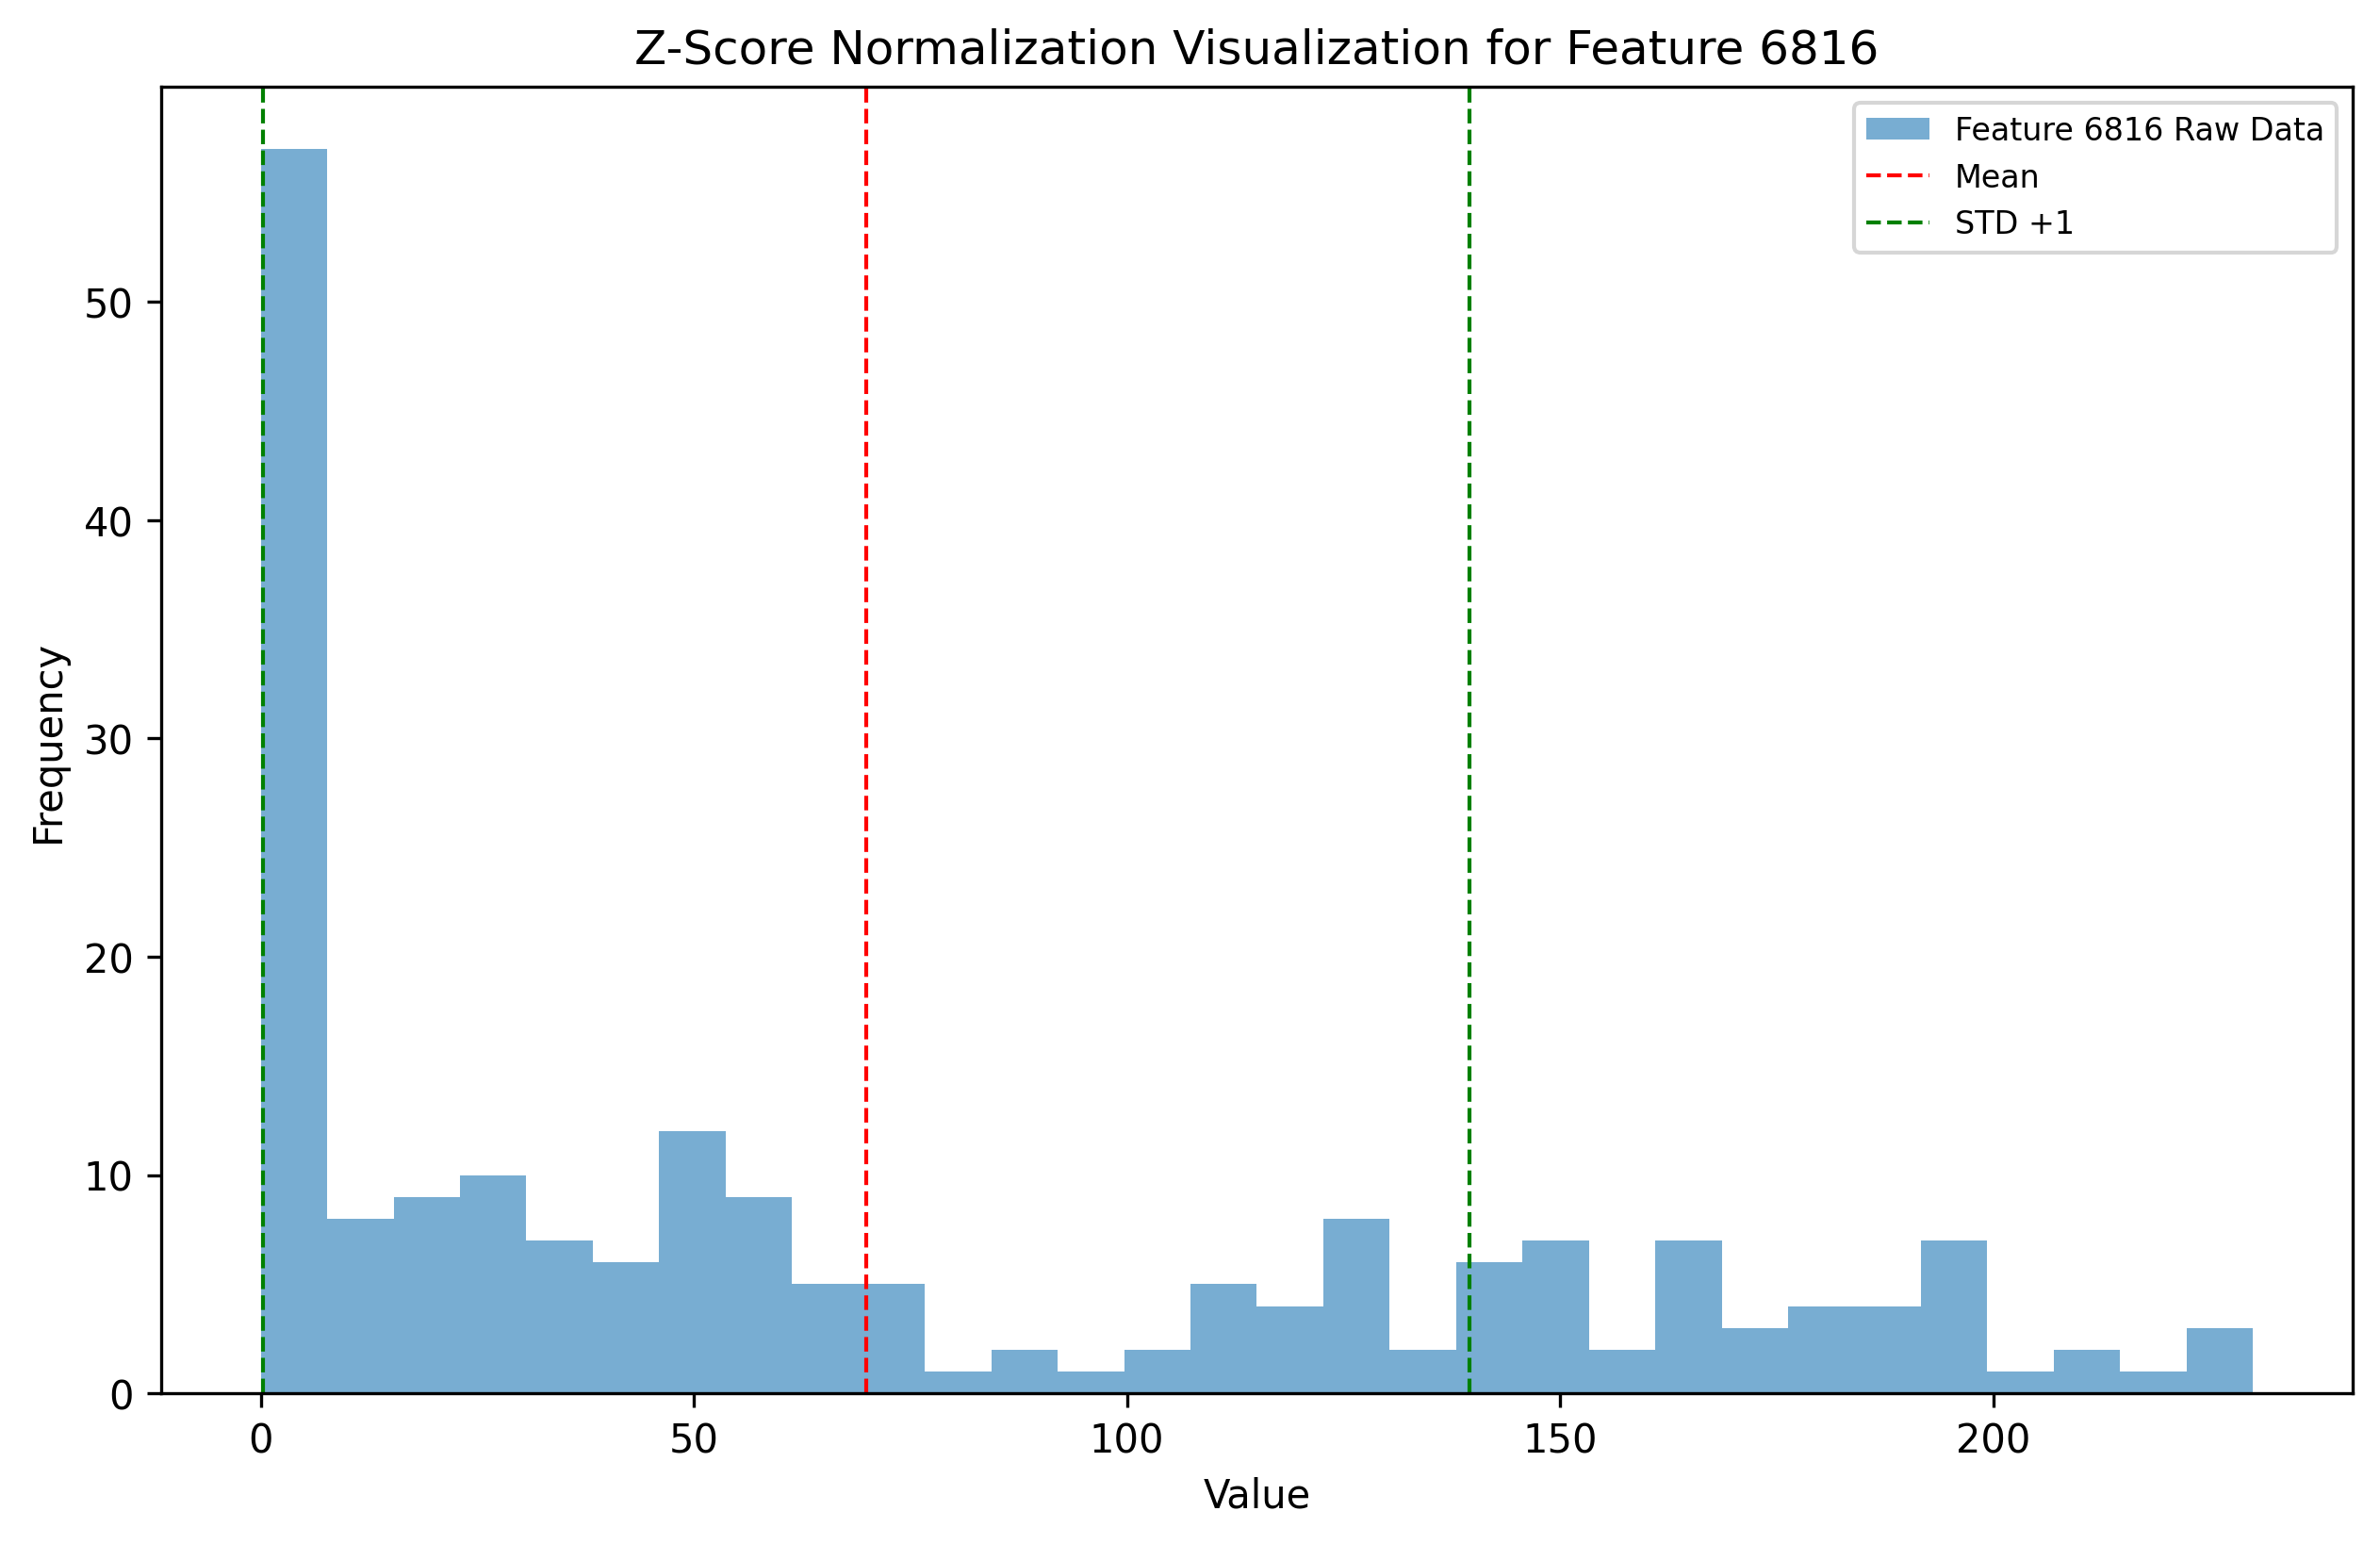 Z-Score Normalization Visualization for Feature 6816
Feature 6816 Raw Data
Mean
STD +1
50
40
30
20
10
0
Frequency
0 50 100 150 200
Value